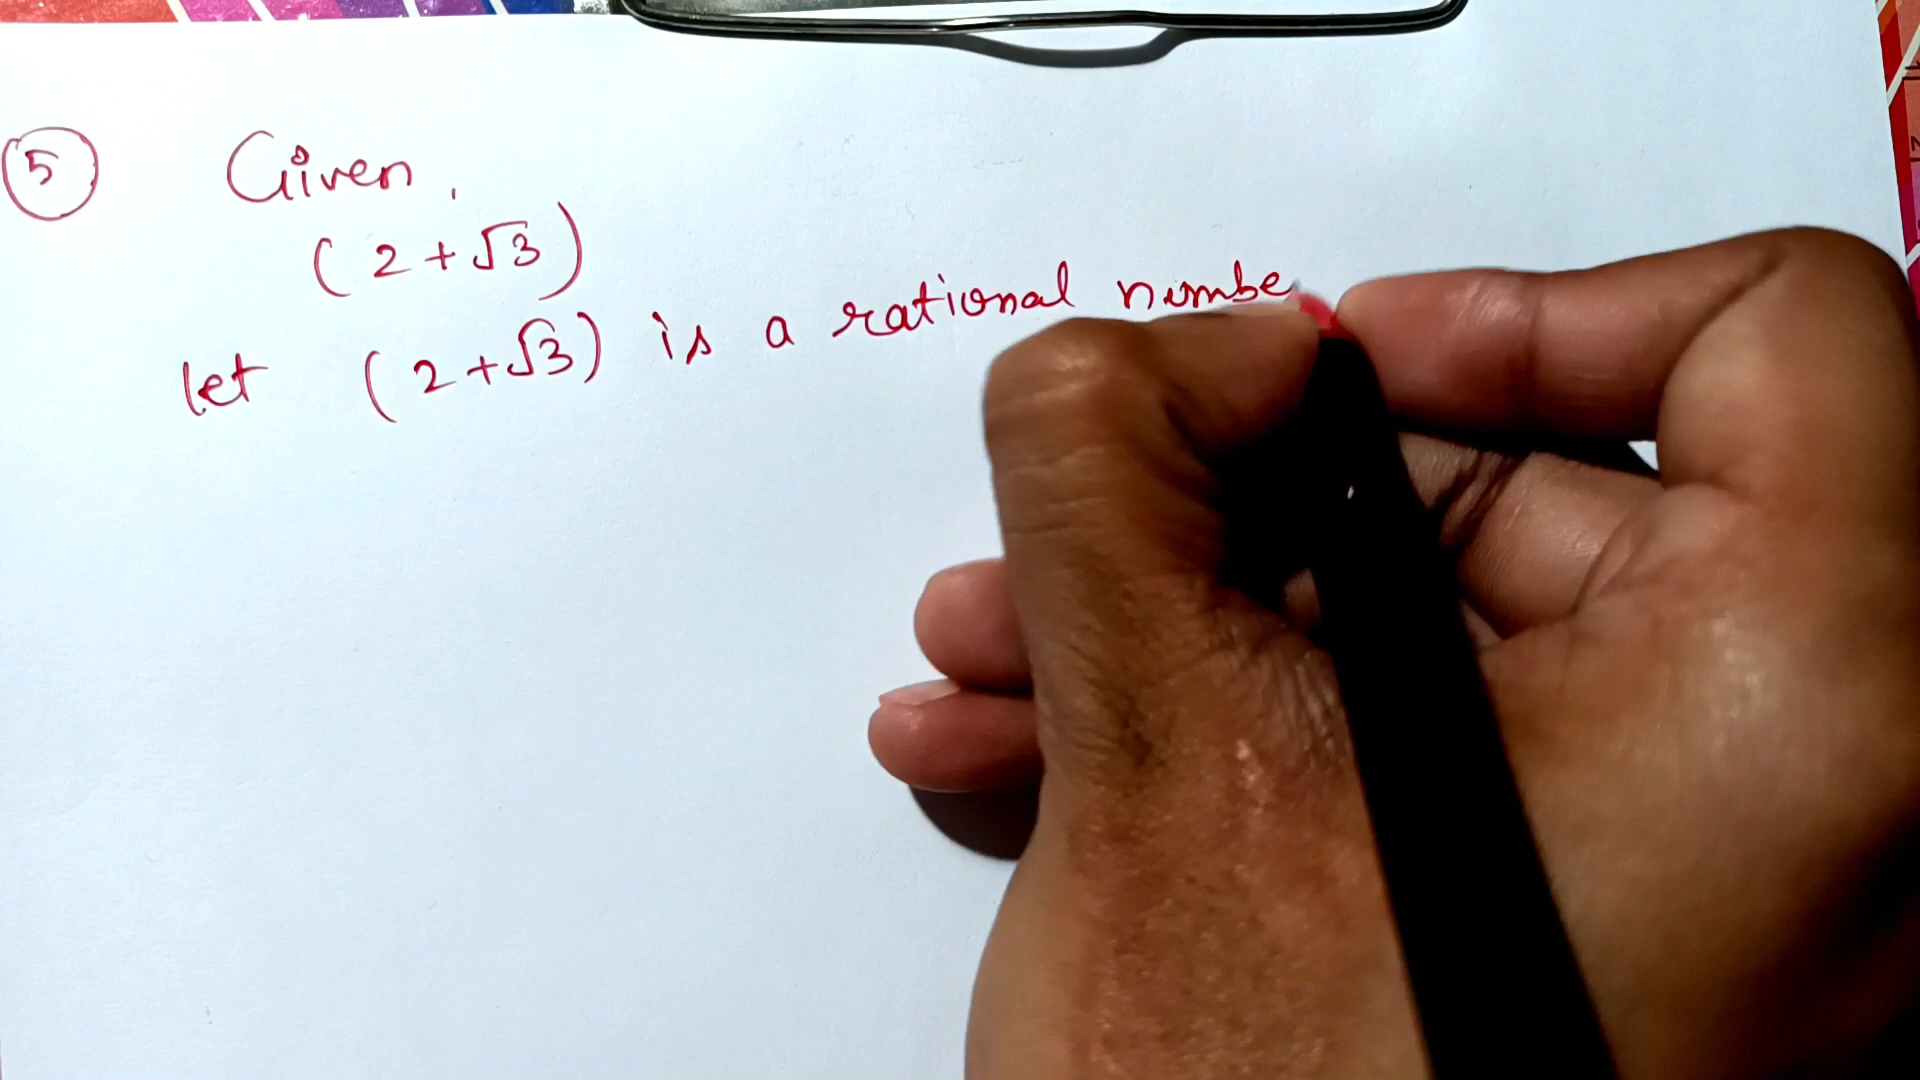 5 Given,
(2+√3)
let (2+√3) is a rational numbe